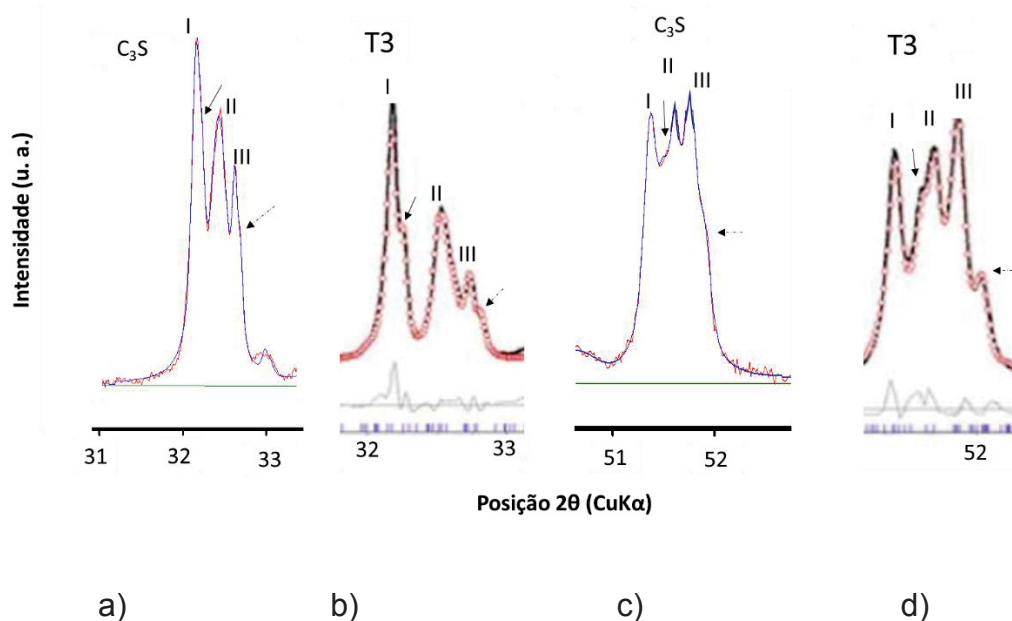 I
C₃S
II
III
T3
I
II
III
C₃S
I
II
III
T3
I
II
III
Intensidade (u. a.)
31 32 33
32 33
51 52
52
Posição 2θ (CuKα)
a) b) c) d)